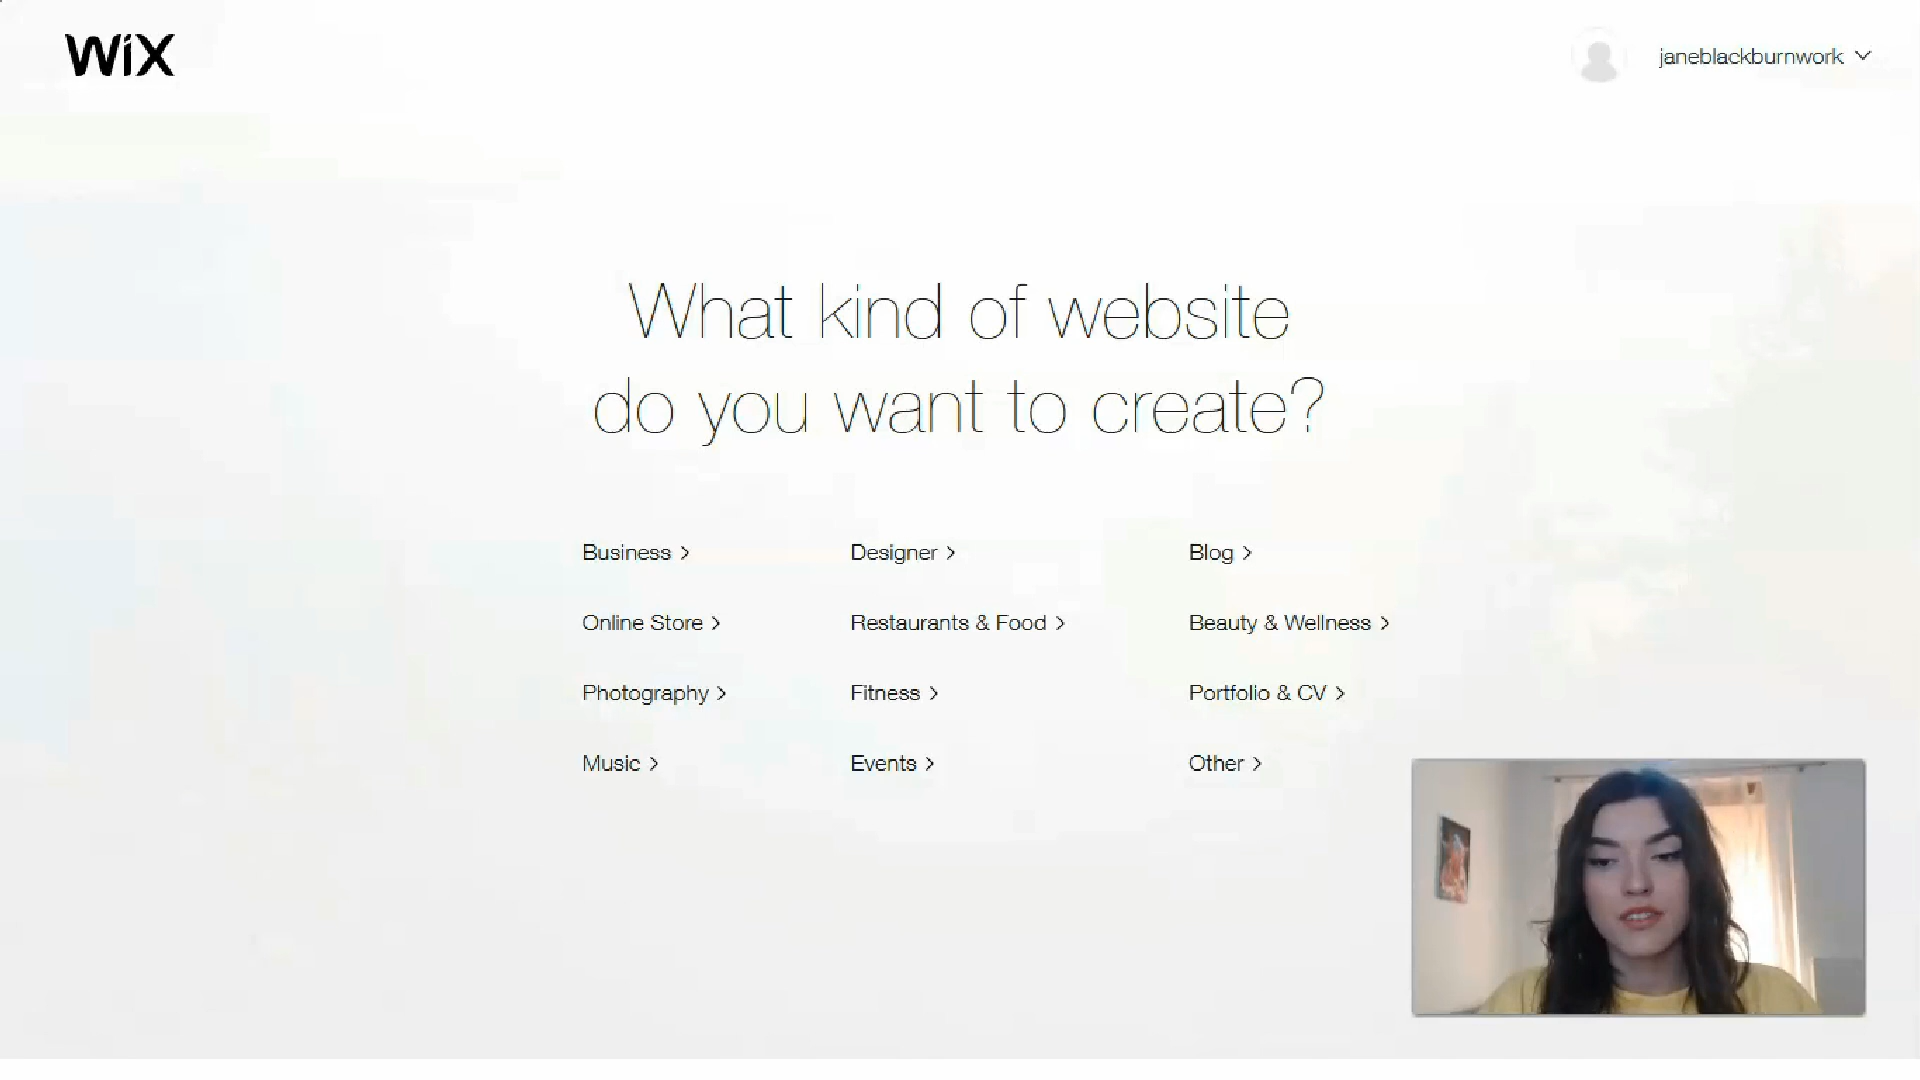 WiX
janeblackburnwork
What kind of website
do you want to create?
Business >
Designer >
Blog >
Online Store >
Restaurants & Food >
Beauty & Wellness >
Photography >
Fitness >
Portfolio & CV >
Music >
Events >
Other >